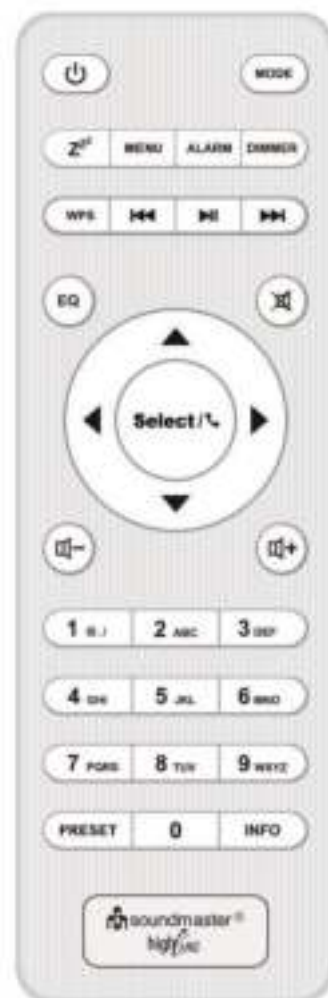 MODE
Zzz MENU ALARM DIMMER
WPS
EQ
Select/
1 2 ABC 3 DEF
4 GHI 5 JKL 6 MNO
7 PQRS 8 TUV 9 WXYZ
PRESET 0 INFO
soundmaster®
highline